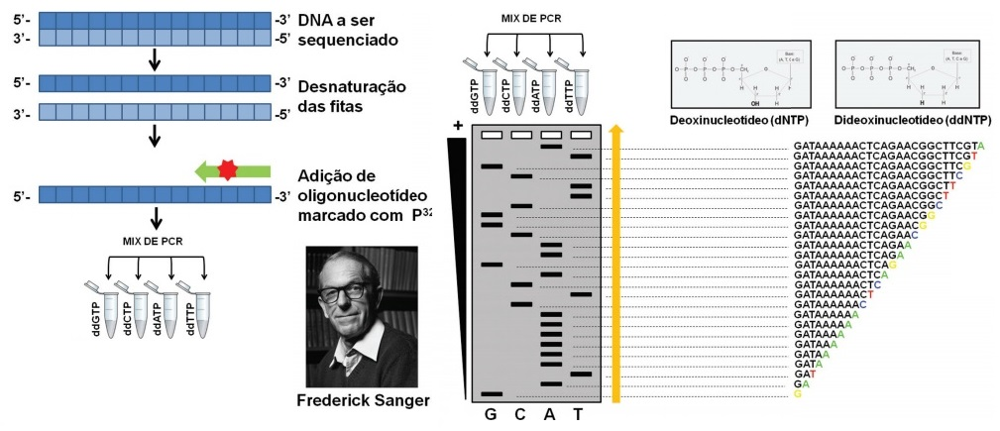 5'-
-3'
3'-
-5'
DNA a ser
sequenciado
5'-
-3'
3'-
-5'
Desnaturação
das fitas
5'-
-3'
Adição de
oligonucleotídeo
marcado com P32
MIX DE PCR
ddGTP
ddCTP
ddATP
ddTTP
Frederick Sanger
MIX DE PCR
ddGTP
ddCTP
ddATP
ddTTP
+
G C A T
Base:
(A, T, C e G)
OH
H
Deoxinucleotídeo (dNTP)
Base:
(A, T, C e G)
H
H
Dideoxinucleotídeo (ddNTP)
GATAAAAAACTCAGAACGGCTTCGTA
GATAAAAAACTCAGAACGGCTTCGT
GATAAAAAACTCAGAACGGCTTCG
GATAAAAAACTCAGAACGGCTTC
GATAAAAAACTCAGAACGGCTT
GATAAAAAACTCAGAACGGCT
GATAAAAAACTCAGAACGGC
GATAAAAAACTCAGAACGG
GATAAAAAACTCAGAACG
GATAAAAAACTCAGAAC
GATAAAAAACTCAGAA
GATAAAAAACTCAGA
GATAAAAAACTCAG
GATAAAAAACTCA
GATAAAAAACTC
GATAAAAAACT
GATAAAAAAC
GATAAAAAA
GATAAAAA
GATAAAA
GATAAA
GATAA
GATA
GAT
GA
G